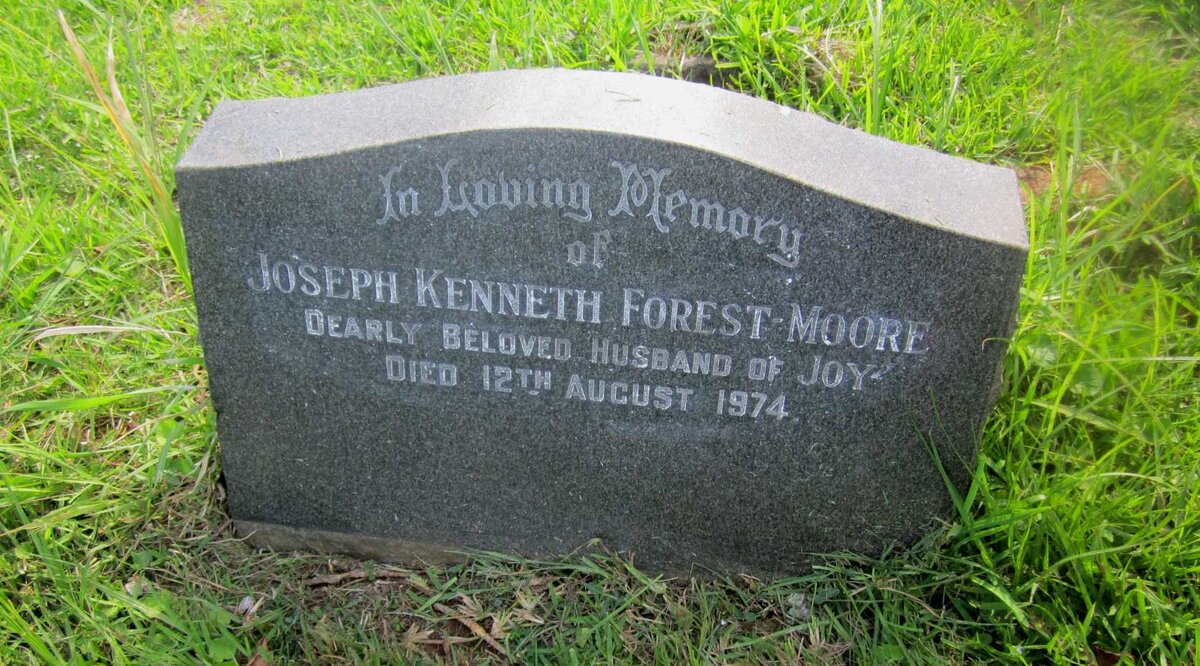 In Loving Memory
of
JOSEPH KENNETH FOREST-MOORE
DEARLY BELOVED HUSBAND OF JOY
DIED 12TH AUGUST 1974